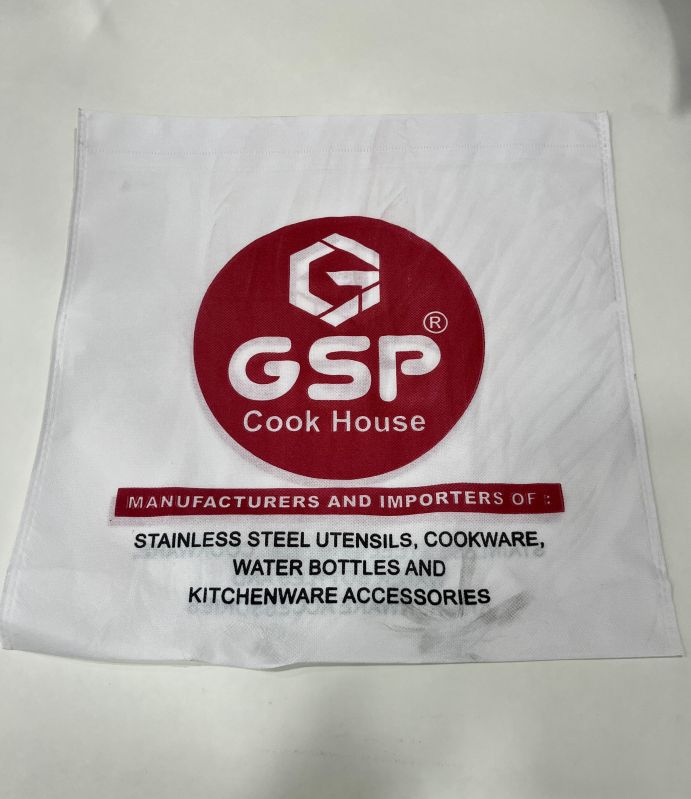 G
®
GSP
Cook House
MANUFACTURERS AND IMPORTERS OF :
STAINLESS STEEL UTENSILS, COOKWARE,
WATER BOTTLES AND
KITCHENWARE ACCESSORIES